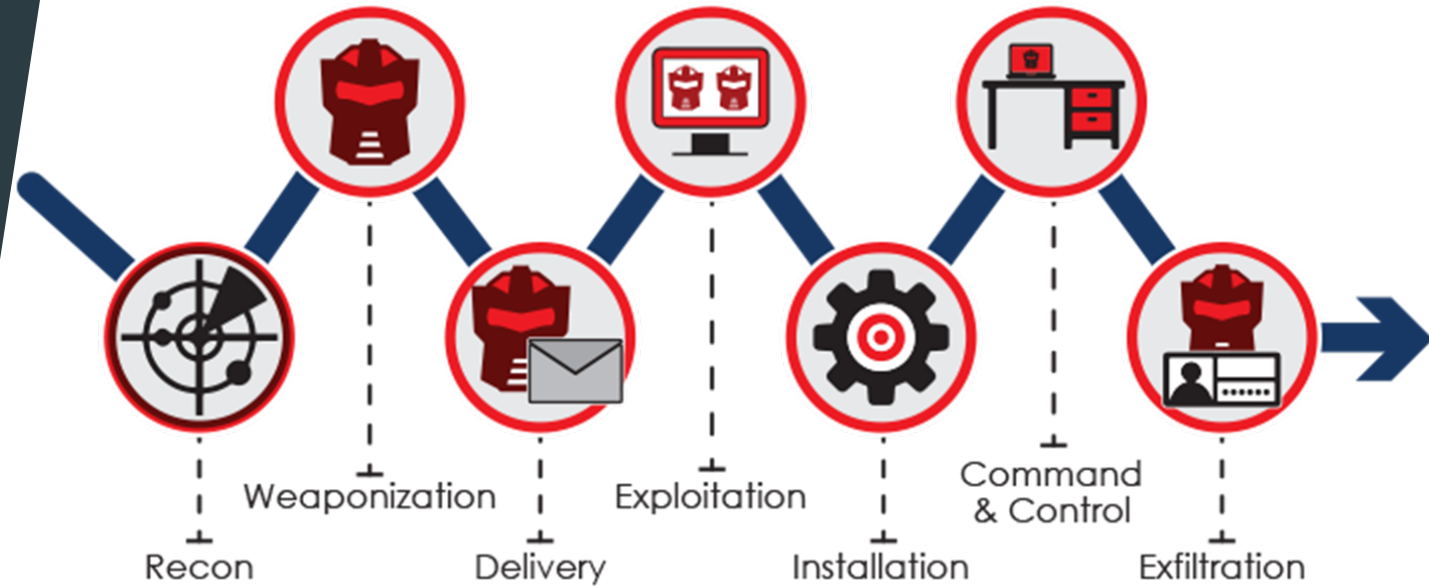 Recon
Weaponization
Delivery
Exploitation
Installation
Command
& Control
Exfiltration